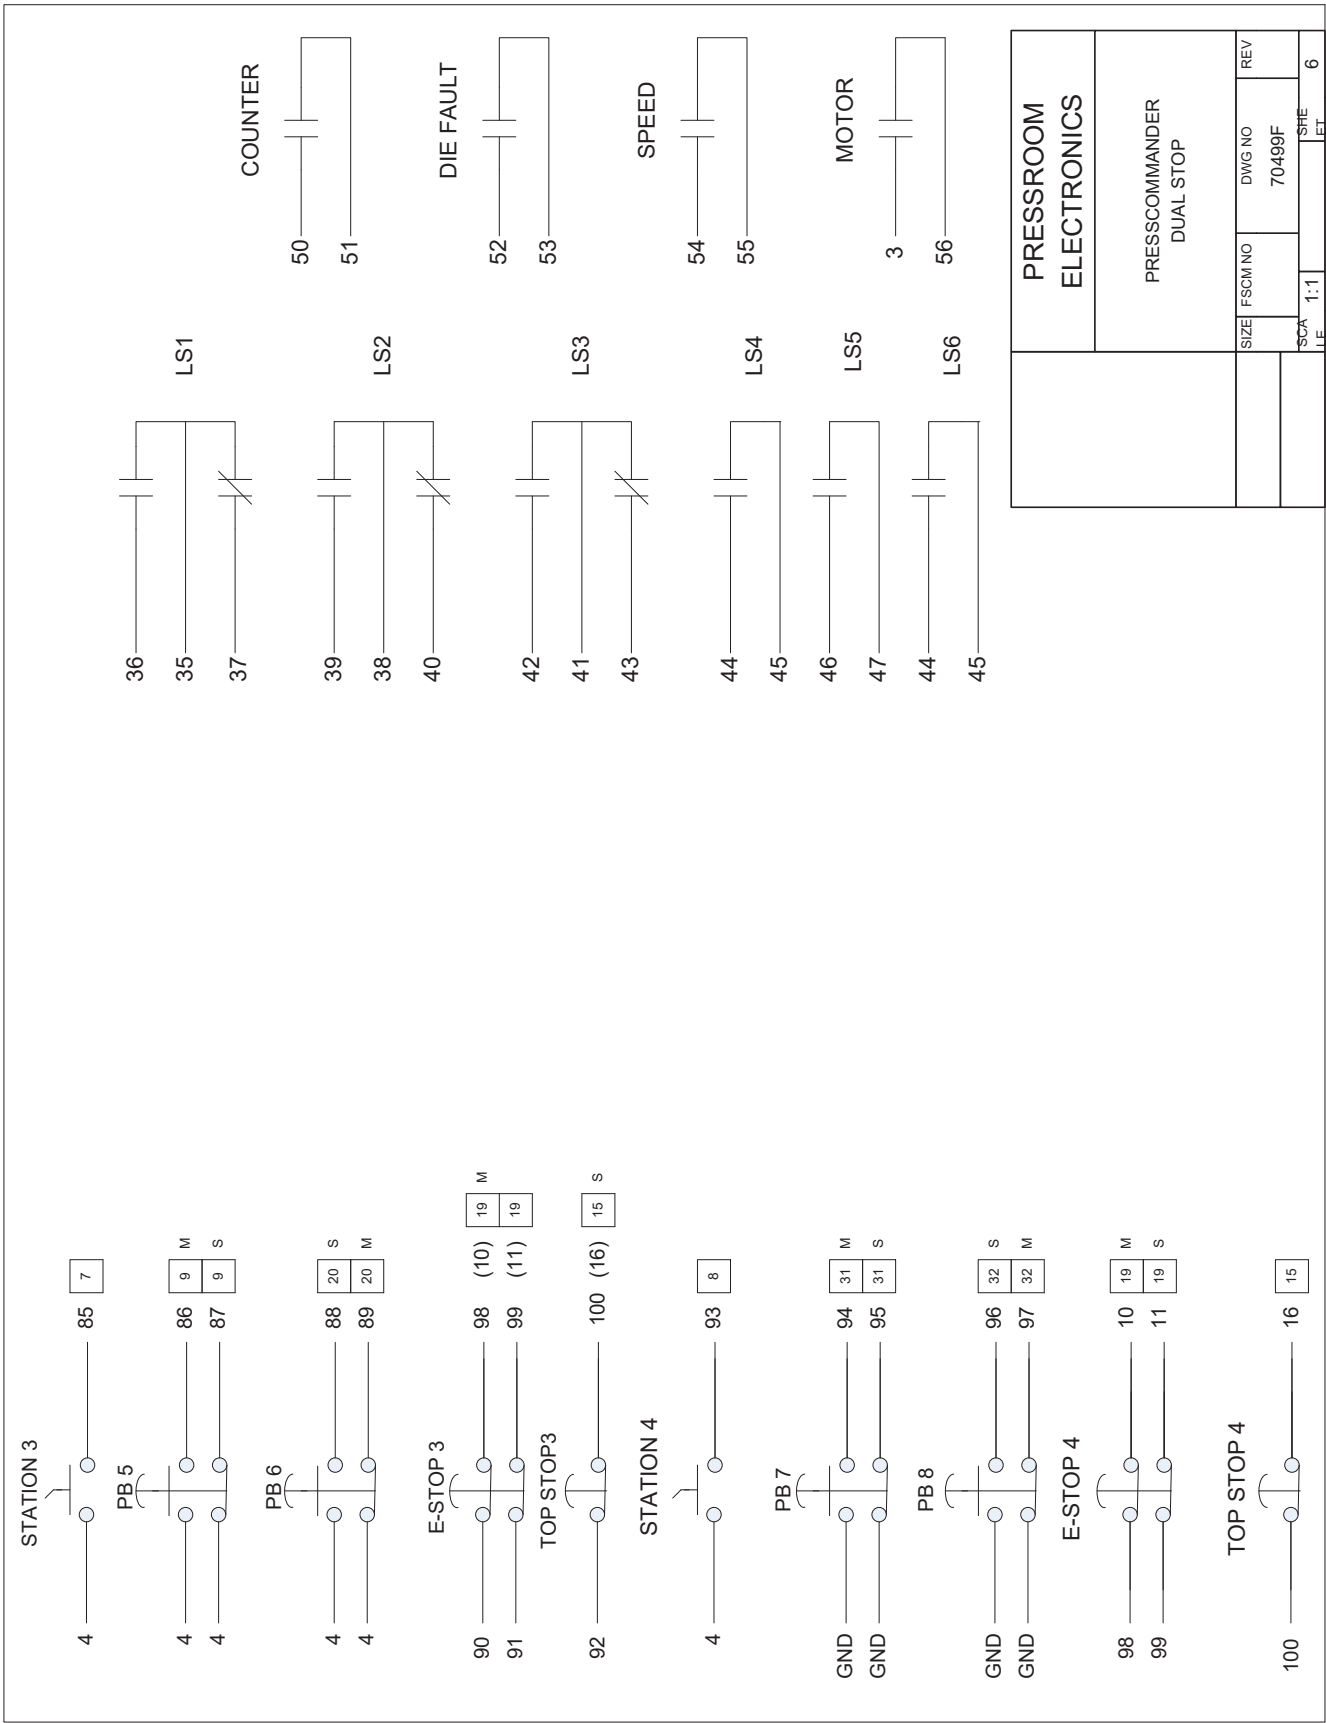 STATION 3
4 85 7
PB 5
4 86 9 M
4 87 9 S
PB 6
4 88 20 S
4 89 20 M
E-STOP 3
90 98 (10) 19 M
91 99 (11) 19
TOP STOP3
92 100 (16) 15 S
STATION 4
4 93 8
PB 7
GND 94 31 M
GND 95 31 S
PB 8
GND 96 32 S
GND 97 32 M
E-STOP 4
98 10 19 M
99 11 19 S
TOP STOP 4
100 16 15
36
35
37
LS1
39
38
40
LS2
42
41
43
LS3
44
45
LS4
46
47
LS5
44
45
LS6
COUNTER
50
51
DIE FAULT
52
53
SPEED
54
55
MOTOR
3
56
PRESSROOM
ELECTRONICS
PRESSCOMMANDER
DUAL STOP
SIZE
FSCM NO
DWG NO
70499F
REV
SCA
LE
1:1
SHE
ET
6